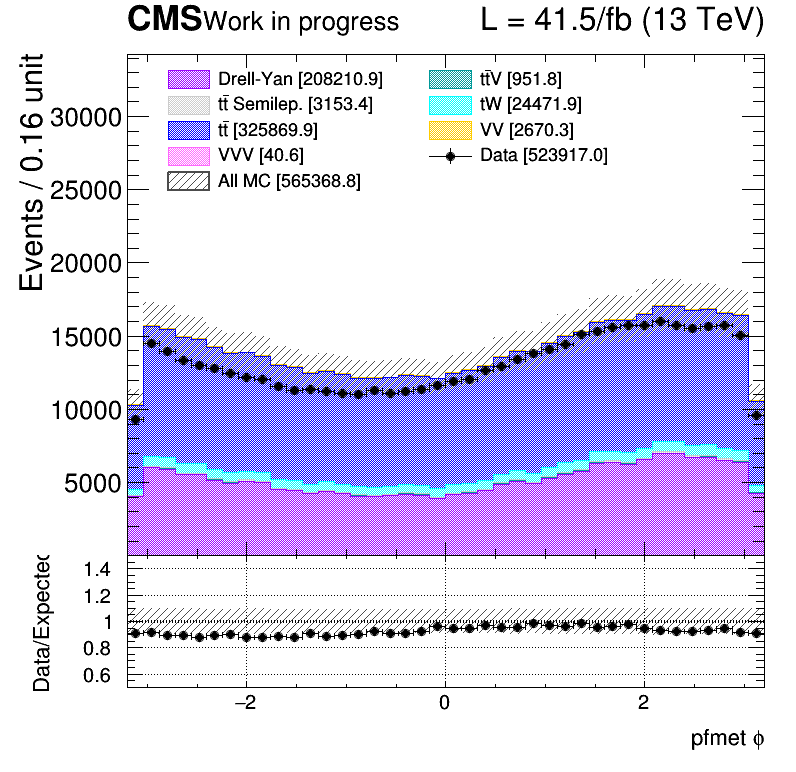 CMS Work in progress L = 41.5/fb (13 TeV)
Events / 0.16 unit
Drell-Yan [208210.9]
tt̄ Semilep. [3153.4]
tt̄ [325869.9]
VVV [40.6]
All MC [565368.8]
tt̄V [951.8]
tW [24471.9]
VV [2670.3]
Data [523917.0]
30000
25000
20000
15000
10000
5000
Data/Expected
1.4
1.2
1
0.8
0.6
−2 0 2
pfmet ϕ